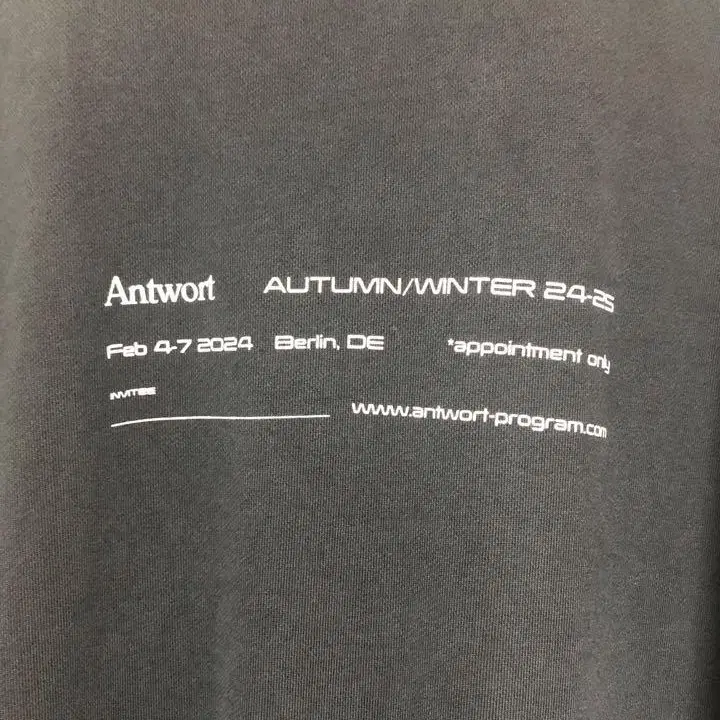 Antwort AUTUMN/WINTER 24-25
Feb 4-7 2024 Berlin, DE *appointment only
INVITEE
www.antwort-program.com